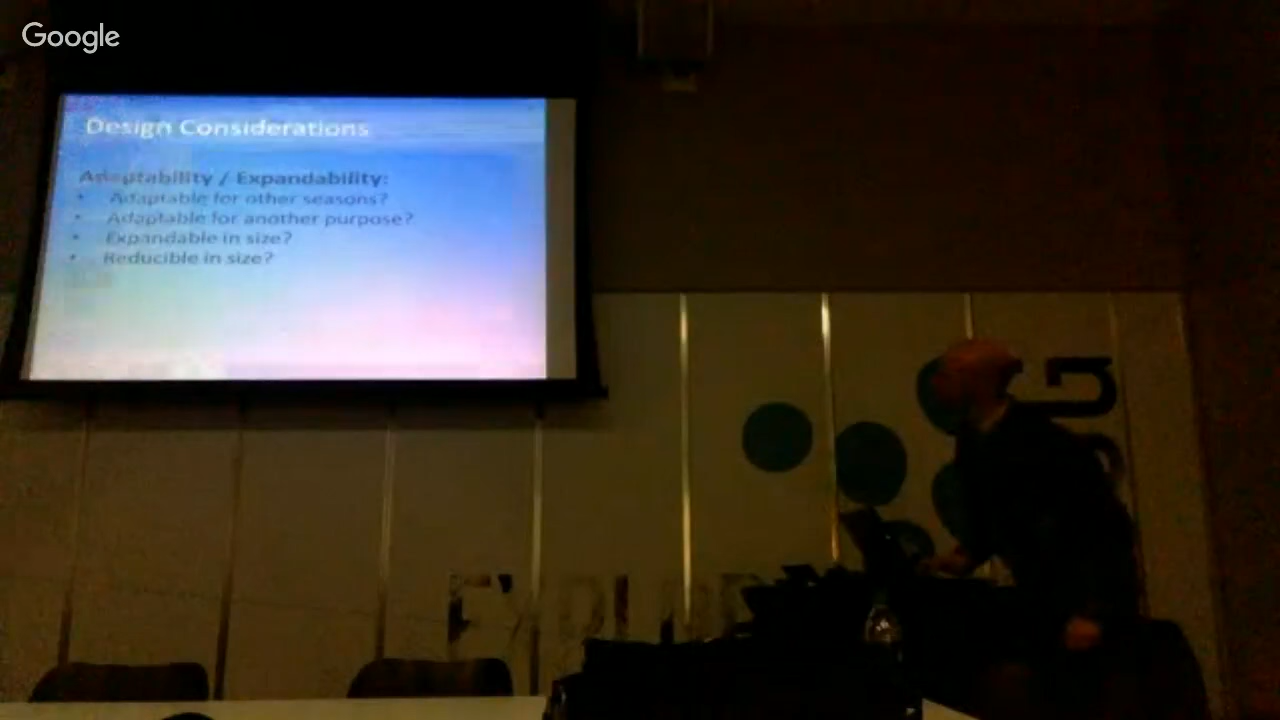 Google
Design Considerations
Adaptability / Expandability:
• Adaptable for other seasons?
• Adaptable for another purpose?
• Expandable in size?
• Reducible in size?